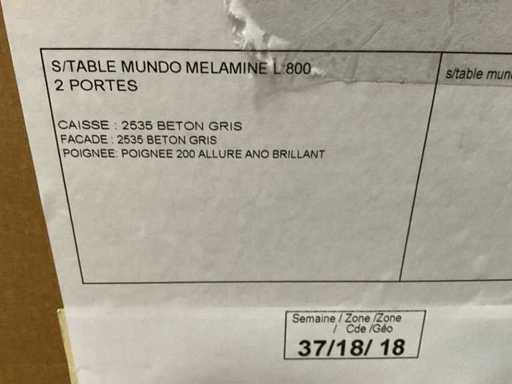 S/TABLE MUNDO MELAMINE L 800
2 PORTES
CAISSE : 2535 BETON GRIS
FACADE : 2535 BETON GRIS
POIGNEE: POIGNEE 200 ALLURE ANO BRILLANT
s/table
Semaine / Zone /Zone
/ Cde /Géo
37/18/ 18